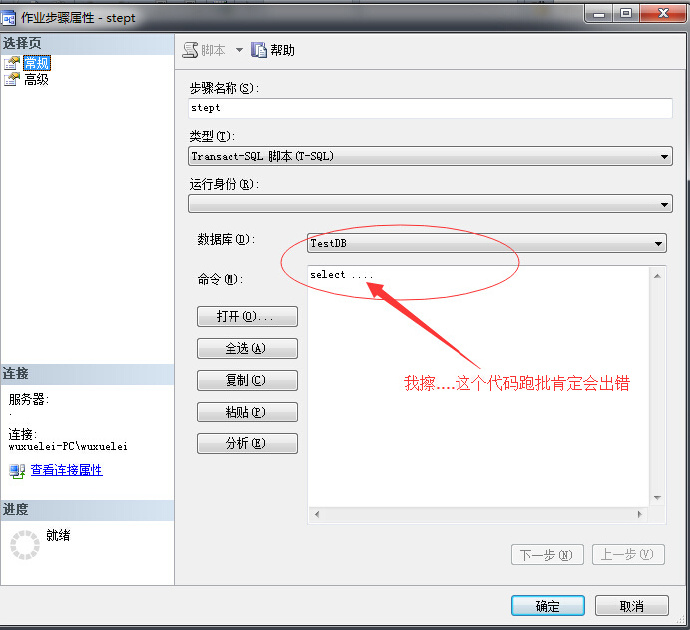 作业步骤属性 - stept
选择页
常规
高级
脚本 帮助
步骤名称(S):
stept
类型(T):
Transact-SQL 脚本(T-SQL)
运行身份(R):
数据库(D):
TestDB
命令(M):
select ....
打开(O)...
全选(A)
复制(C)
粘贴(P)
分析(E)
我擦....这个代码跑批肯定会出错
连接
服务器:
.
连接:
wuxuelei-PC\wuxuelei
查看连接属性
进度
就绪
下一步(N)
上一步(V)
确定
取消